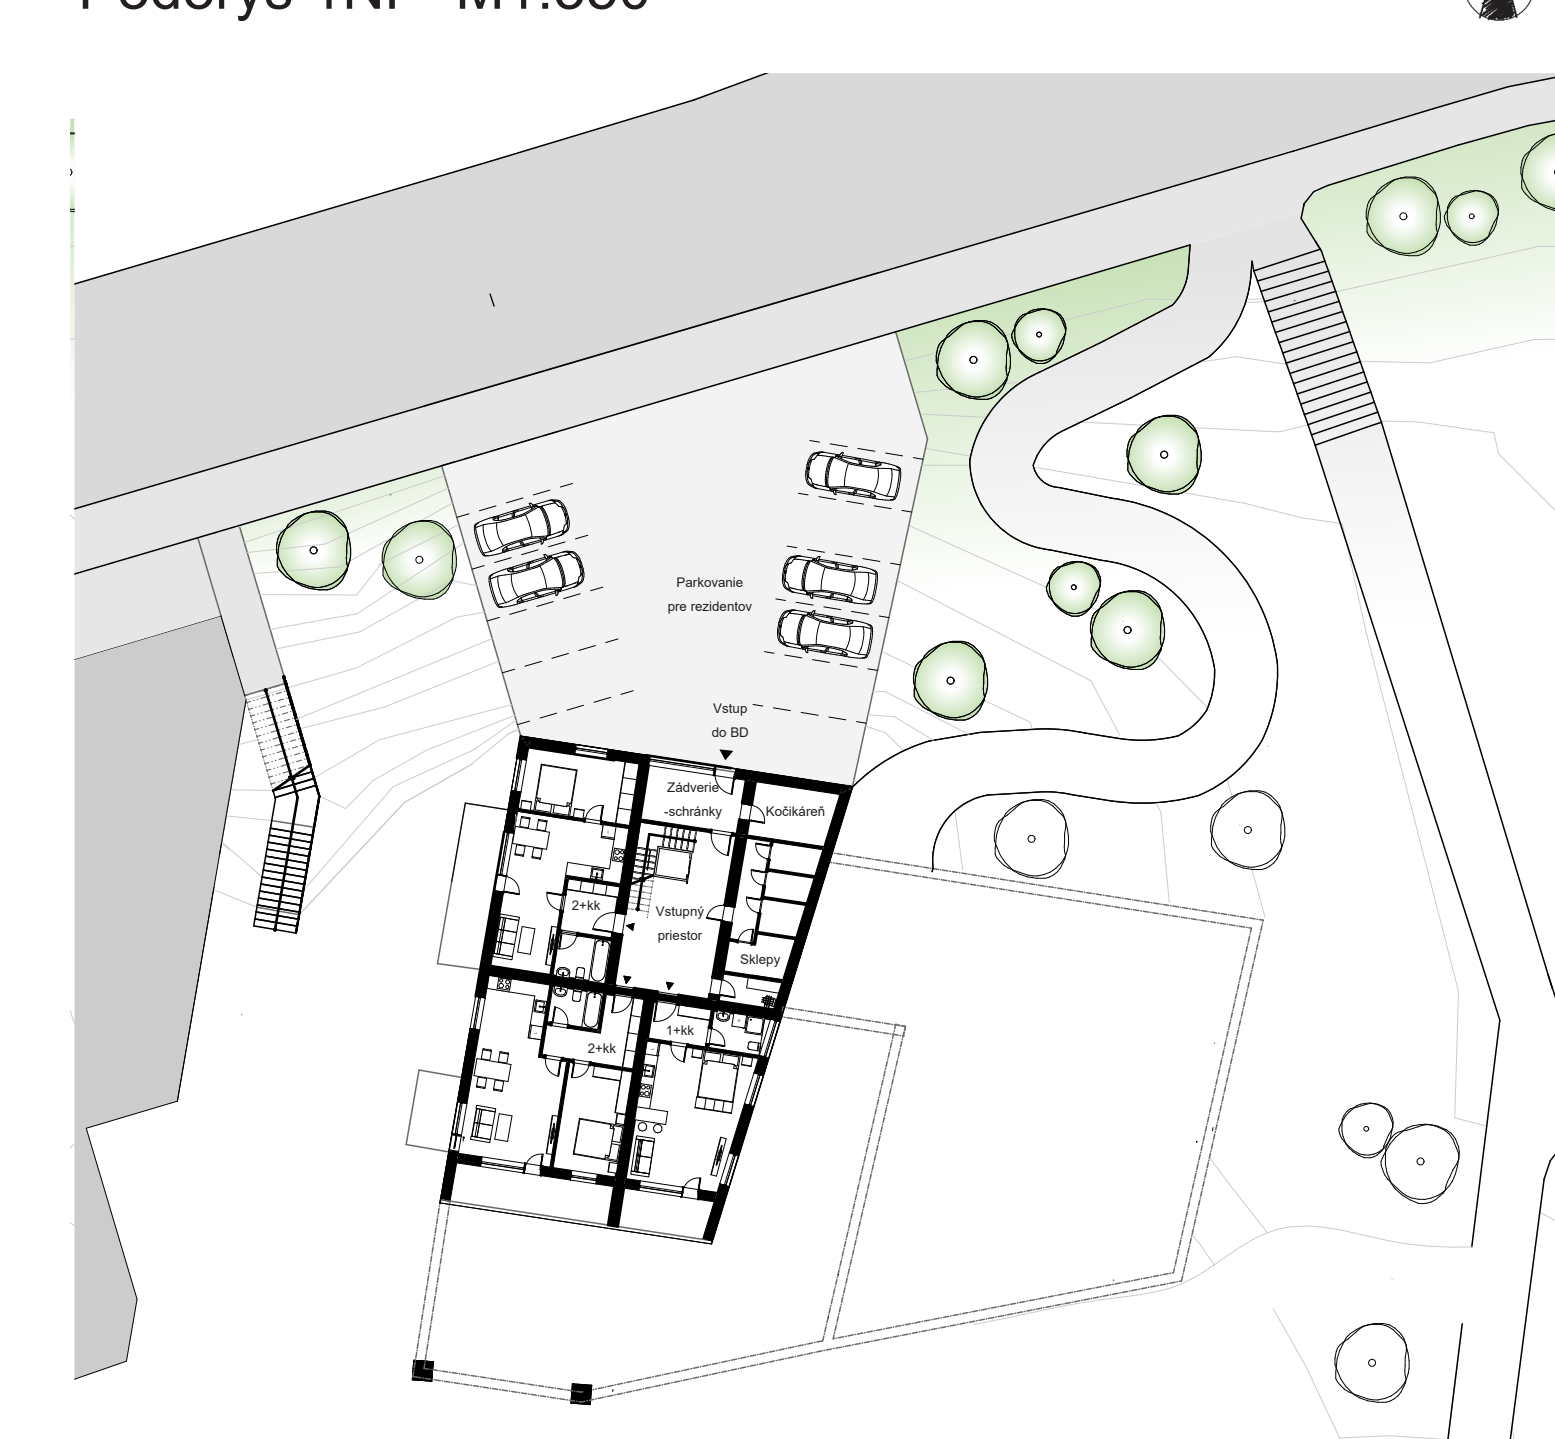 Parkovanie
pre rezidentov
Vstup
do BD
Zádverie
-schránky
Kočikáreň
2+kk
Vstupný
priestor
Sklepy
1+kk
2+kk